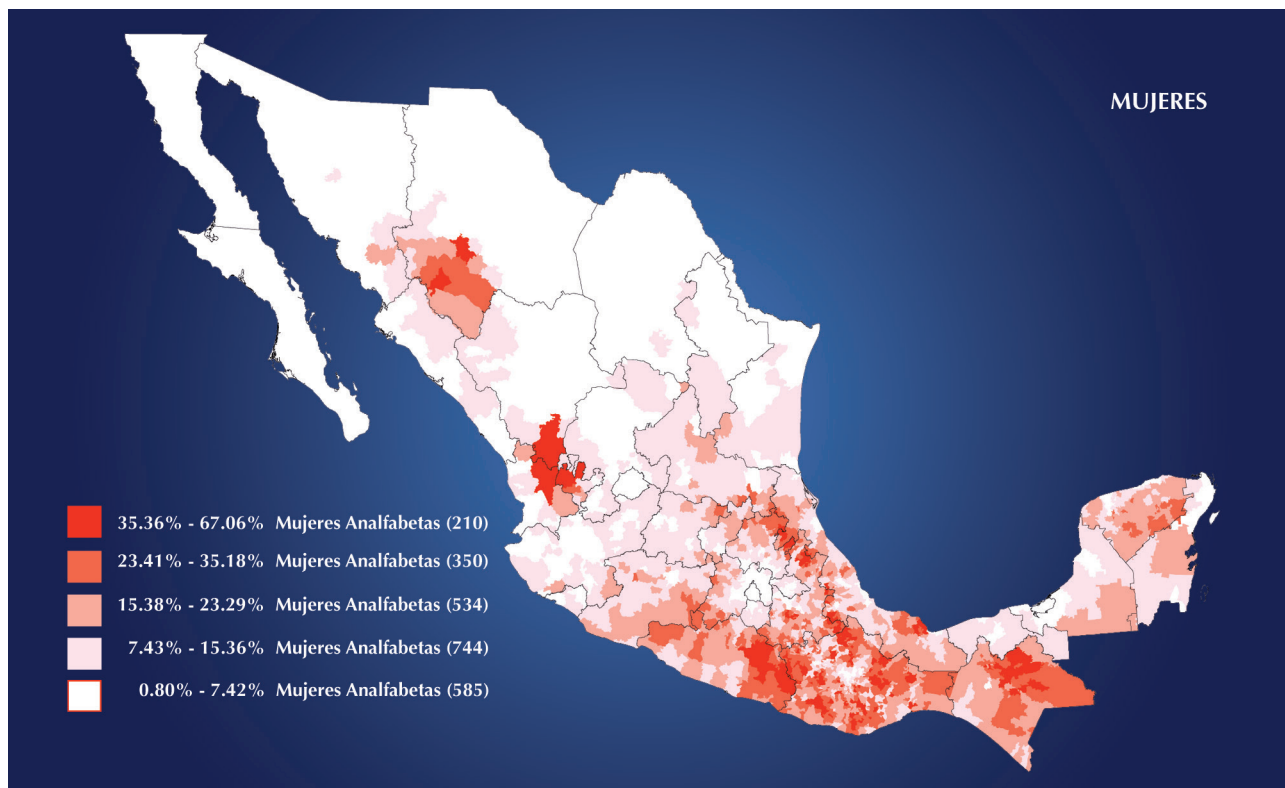 MUJERES
35.36% - 67.06% Mujeres Analfabetas (210)
23.41% - 35.18% Mujeres Analfabetas (350)
15.38% - 23.29% Mujeres Analfabetas (534)
7.43% - 15.36% Mujeres Analfabetas (744)
0.80% - 7.42% Mujeres Analfabetas (585)